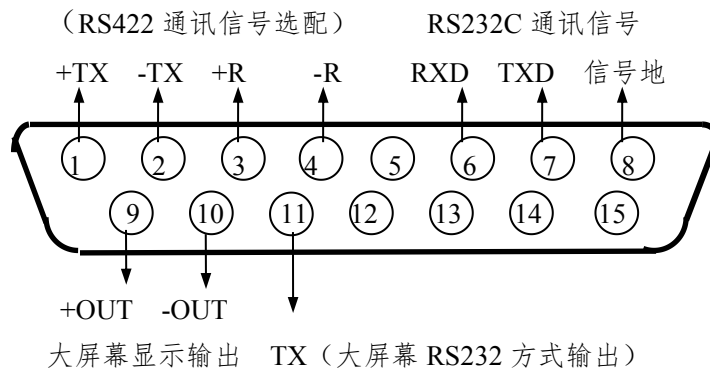 （RS422 通讯信号选配） RS232C 通讯信号
+TX -TX +R -R RXD TXD 信号地
1 2 3 4 5 6 7 8
9 10 11 12 13 14 15
+OUT -OUT
大屏幕显示输出 TX（大屏幕 RS232 方式输出）